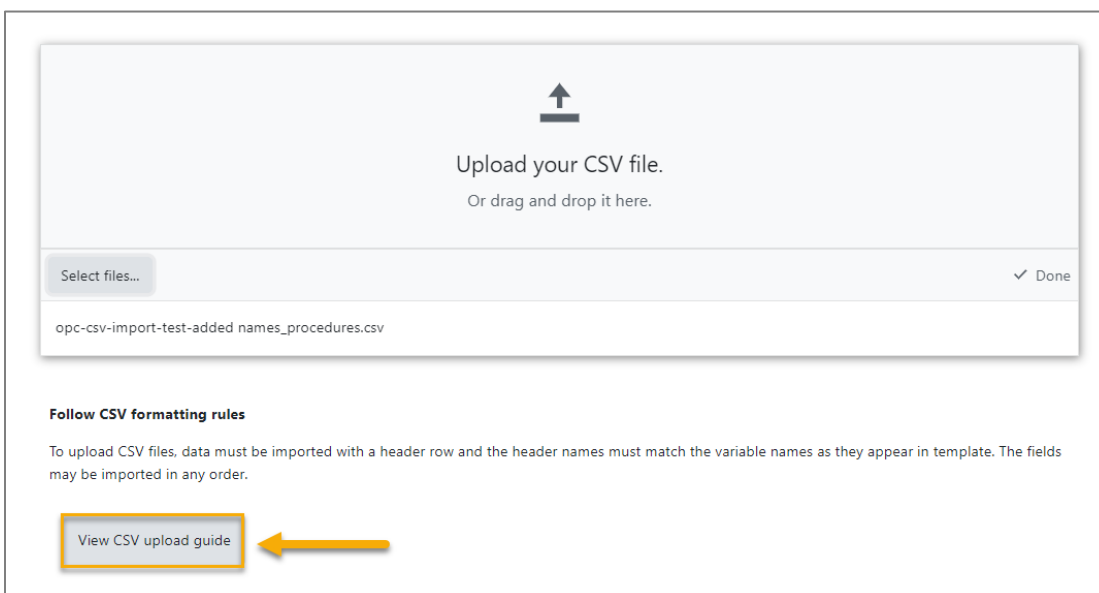 Upload your CSV file.
Or drag and drop it here.
Select files...
Done
opc-csv-import-test-added names_procedures.csv
Follow CSV formatting rules
To upload CSV files, data must be imported with a header row and the header names must match the variable names as they appear in template. The fields
may be imported in any order.
View CSV upload guide